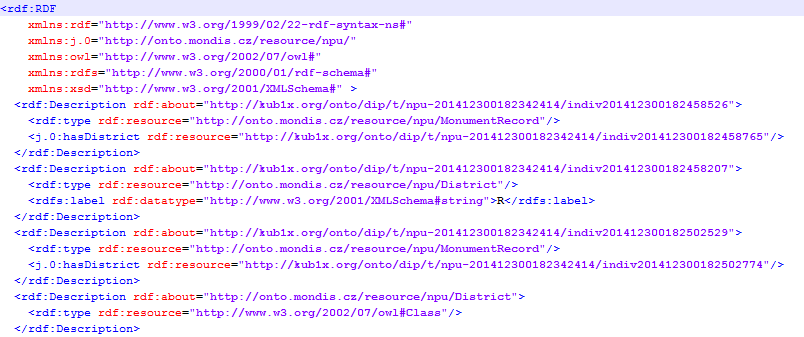 <rdf:RDF
xmlns:rdf="http://www.w3.org/1999/02/22-rdf-syntax-ns#"
xmlns:j.0="http://onto.mondis.cz/resource/npu/"
xmlns:owl="http://www.w3.org/2002/07/owl#"
xmlns:rdfs="http://www.w3.org/2000/01/rdf-schema#"
xmlns:xsd="http://www.w3.org/2001/XMLSchema#" >
<rdf:Description rdf:about="http://kub1x.org/onto/dip/t/npu-201412300182342414/indiv201412300182458526">
<rdf:type rdf:resource="http://onto.mondis.cz/resource/npu/MonumentRecord"/>
<j.0:hasDistrict rdf:resource="http://kub1x.org/onto/dip/t/npu-201412300182342414/indiv201412300182458765"/>
</rdf:Description>
<rdf:Description rdf:about="http://kub1x.org/onto/dip/t/npu-201412300182342414/indiv201412300182458207">
<rdf:type rdf:resource="http://onto.mondis.cz/resource/npu/District"/>
<rdfs:label rdf:datatype="http://www.w3.org/2001/XMLSchema#string">R</rdfs:label>
</rdf:Description>
<rdf:Description rdf:about="http://kub1x.org/onto/dip/t/npu-201412300182342414/indiv201412300182502529">
<rdf:type rdf:resource="http://onto.mondis.cz/resource/npu/MonumentRecord"/>
<j.0:hasDistrict rdf:resource="http://kub1x.org/onto/dip/t/npu-201412300182342414/indiv201412300182502774"/>
</rdf:Description>
<rdf:Description rdf:about="http://onto.mondis.cz/resource/npu/District">
<rdf:type rdf:resource="http://www.w3.org/2002/07/owl#Class"/>
</rdf:Description>